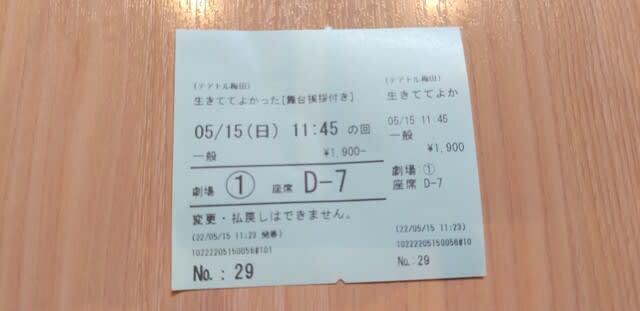 (テアトル梅田)
生きててよかった[舞台挨拶付き]
05/15(日) 11:45 の回
一般 ¥1,900-
劇場 ① 座席 D-7
変更・払戻しはできません。
(22/05/15 11:23 発券)
10222205150056#101
No.: 29
(テアトル梅田)
生きててよか
05/15 11:45
一般
¥1,900
劇場 ①
座席 D-7
(22/05/15 11:23)
10222205150056#10
No.: 29